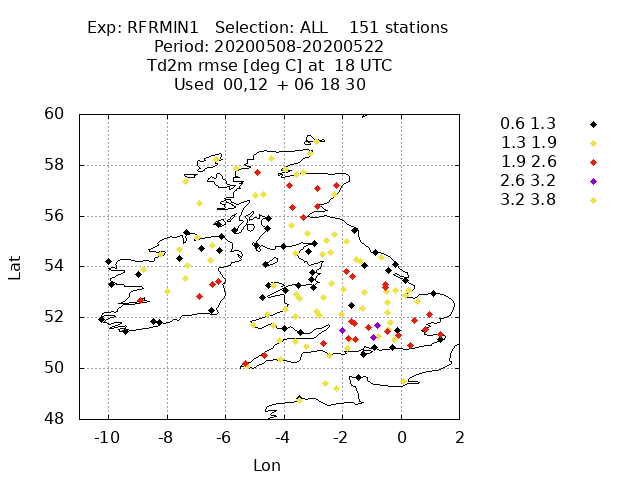 Exp: RFRMIN1 Selection: ALL 151 stations
Period: 20200508-20200522
Td2m rmse [deg C] at 18 UTC
Used 00,12 + 06 18 30
60
58
56
54
52
50
48
Lat
-10 -8 -6 -4 -2 0 2
Lon
0.6 1.3
1.3 1.9
1.9 2.6
2.6 3.2
3.2 3.8